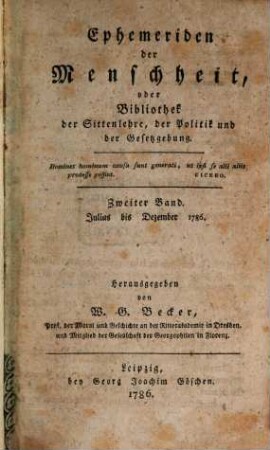 Ephemeriden
der
Menschheit,
oder
Bibliothek
der Sittenlehre, der Politik und
der Gesetzgebung.
Homines hominum causa sunt generati, ut ipsi se alii aliis
prodesse possint. CICERO.
Zweiter Band.
Julius bis Dezember 1786.
Herausgegeben
von
W. G. Becker,
Prof. der Moral und Geschichte an der Ritterakademie in Dresden,
und Mitglied der Gesellschaft der Georgophilen in Florenz.
Leipzig,
bey Georg Joachim Göschen.
1786.